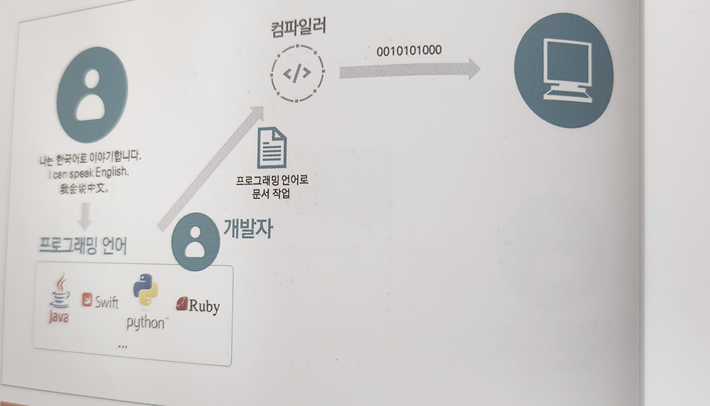 컴파일러
0010101000
나는 한국어로 이야기합니다.
I can speak English.
我会说中文。
프로그래밍 언어로
문서 작업
개발자
프로그래밍 언어
Java
Swift
python
Ruby
...